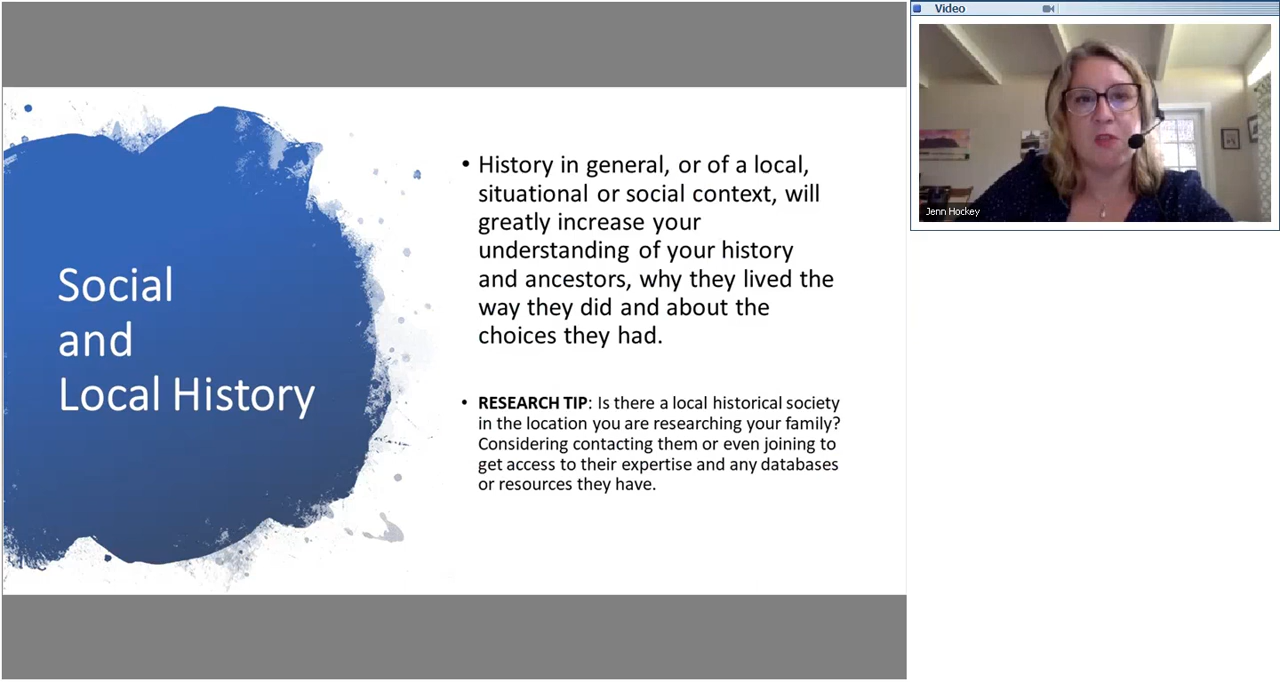 Social
and
Local History
• History in general, or of a local,
situational or social context, will
greatly increase your
understanding of your history
and ancestors, why they lived the
way they did and about the
choices they had.
• RESEARCH TIP: Is there a local historical society
in the location you are researching your family?
Considering contacting them or even joining to
get access to their expertise and any databases
or resources they have.
Video
Jenn Hockey